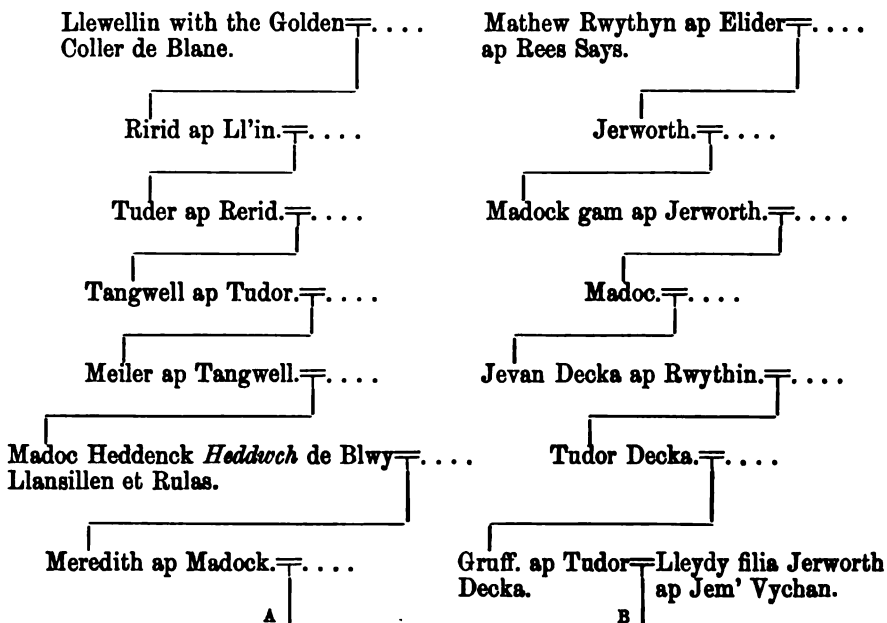 Llewellin with the Golden=. . . .
Coller de Blane.
Mathew Rwythyn ap Elider=. . . .
ap Rees Says.
Ririd ap Ll'in.=. . . .
Jerworth.=. . . .
Tuder ap Rerid.=. . . .
Madock gam ap Jerworth.=. . . .
Tangwell ap Tudor.=. . . .
Madoc.=. . . .
Meiler ap Tangwell.=. . . .
Jevan Decka ap Rwythin.=. . . .
Madoc Heddenck Heddwch de Blwy=. . . .
Llansillen et Rulas.
Tudor Decka.=. . . .
Meredith ap Madock.=. . . .
Gruff. ap Tudor=Lleydy filia Jerworth
Decka.
ap Jem' Vychan.
A
B